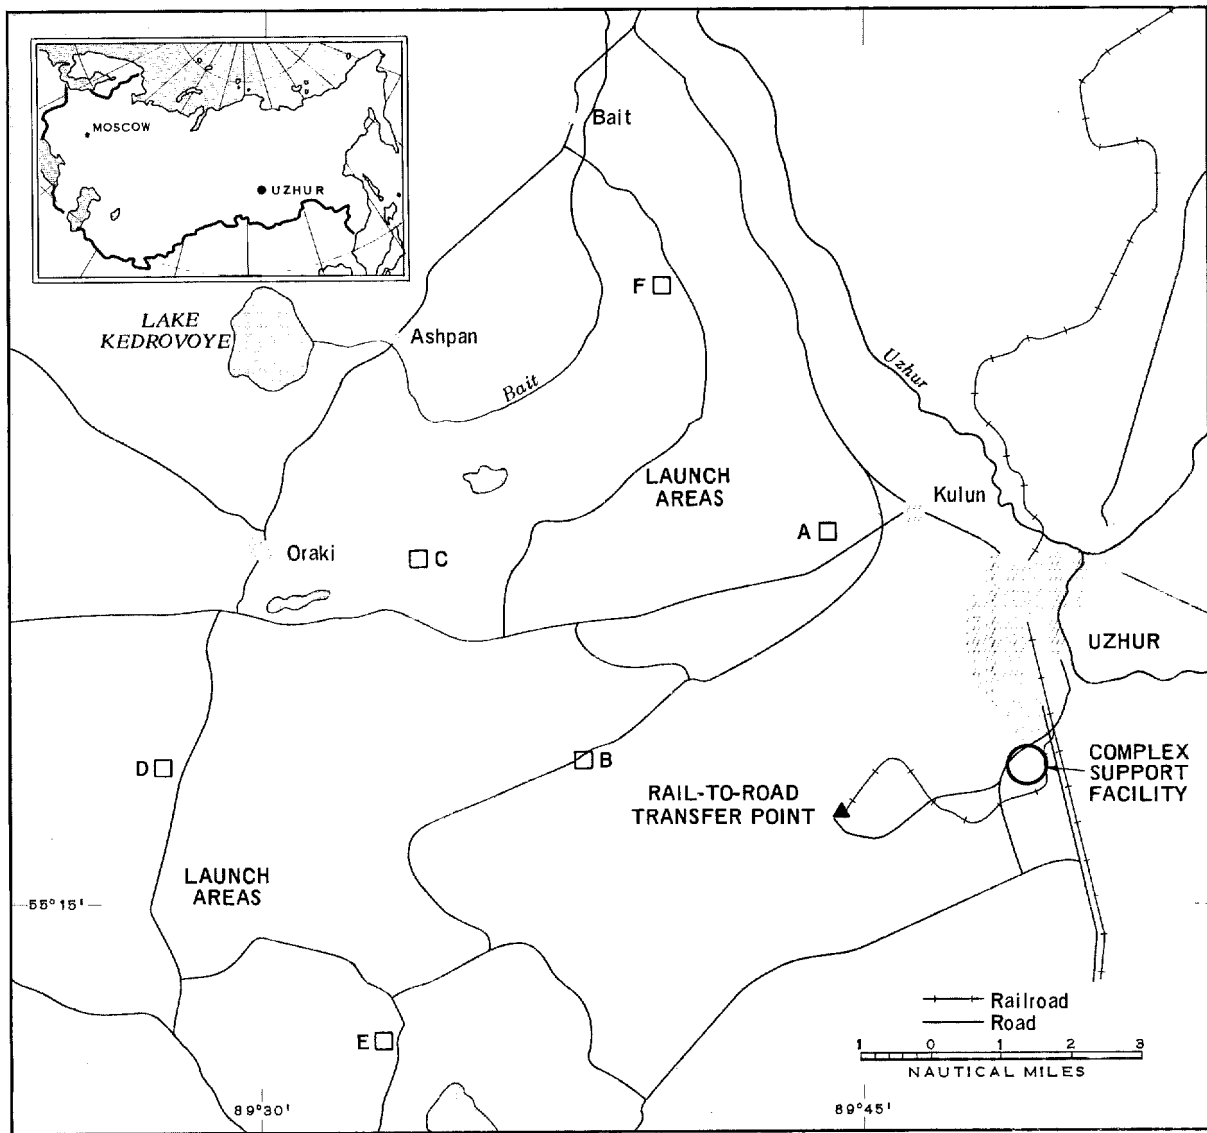 MOSCOW
UZHUR
Bait
F
LAKE
KEDROVOYE
Ashpan
Bait
Uzhur
LAUNCH
AREAS
Kulun
A
Oraki
C
UZHUR
D
B
RAIL-TO-ROAD
TRANSFER POINT
COMPLEX
SUPPORT
FACILITY
LAUNCH
AREAS
55°15'
Railroad
Road
E
1 0 1 2 3
NAUTICAL MILES
89°30'
89°45'